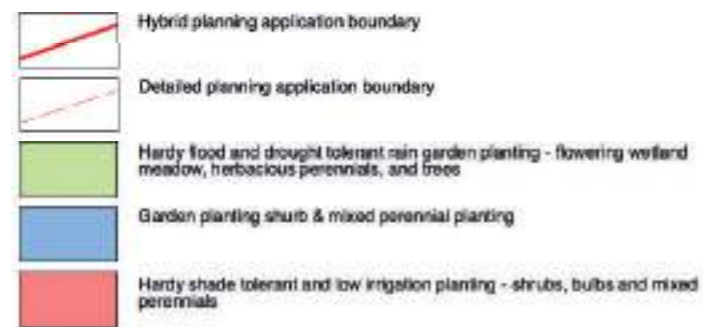 Hybrid planning application boundary
Detailed planning application boundary
Hardy flood and drought tolerant rain garden planting - flowering wetland
meadow, herbacious perennials, and trees
Garden planting shurb & mixed perennial planting
Hardy shade tolerant and low irrigation planting - shrubs, bulbs and mixed
perennials